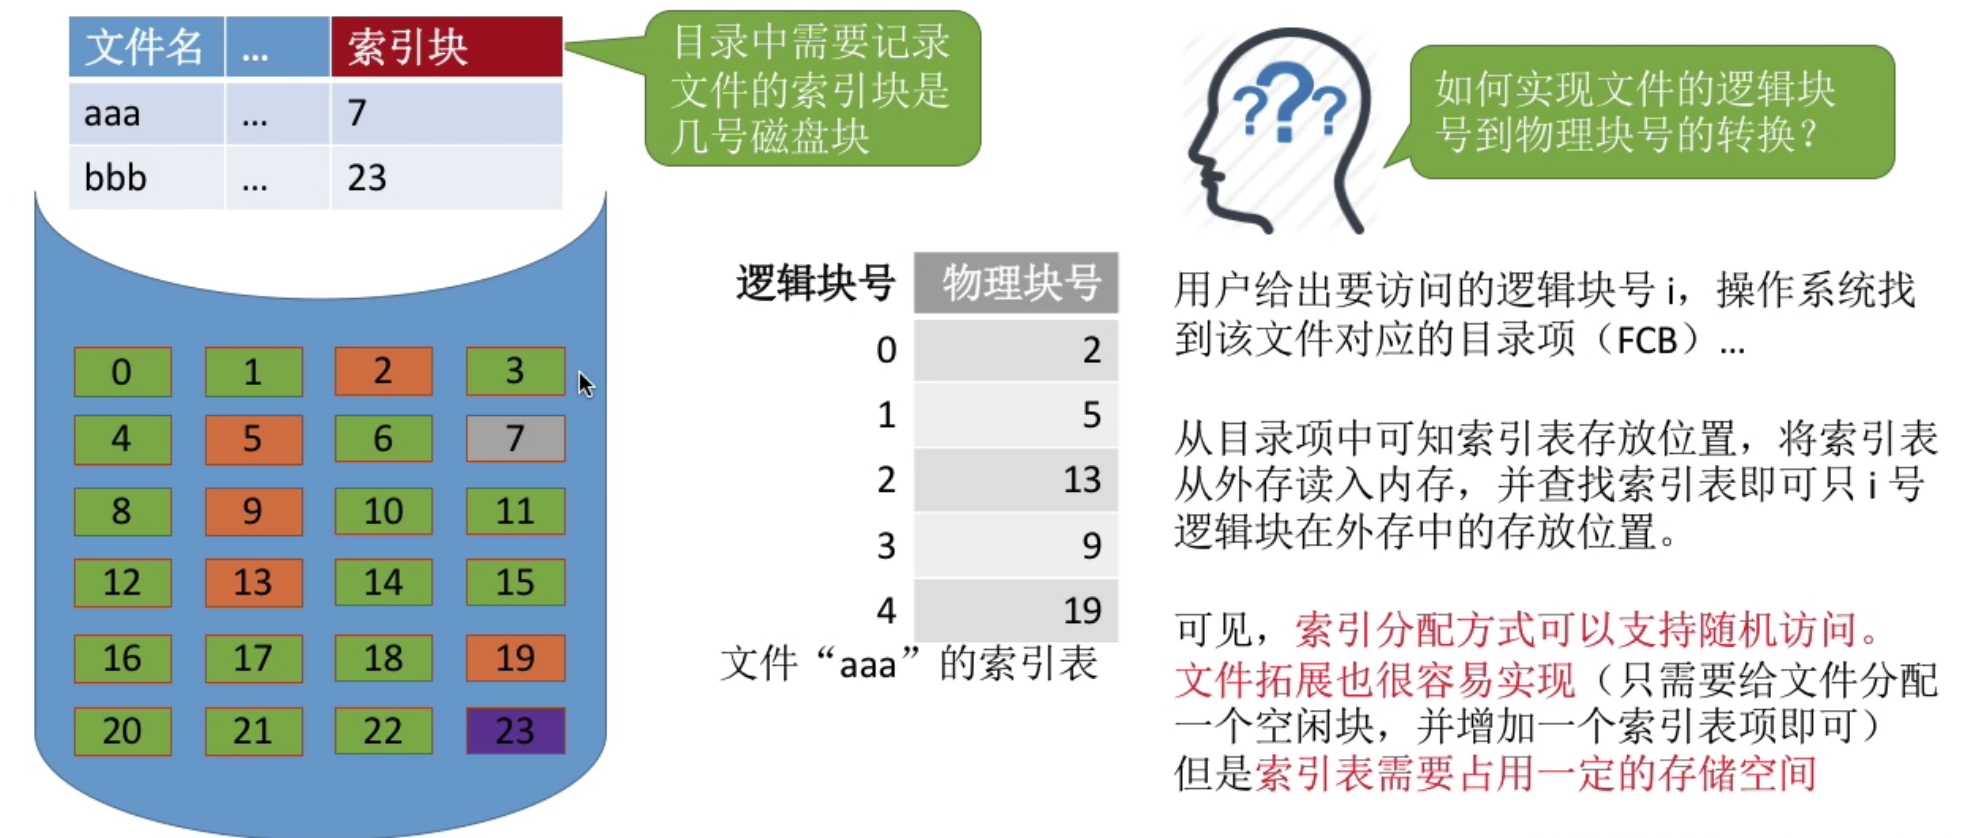 文件名 … 索引块
aaa … 7
bbb … 23
目录中需要记录
文件的索引块是
几号磁盘块
? ? ?
如何实现文件的逻辑块
号到物理块号的转换？
0 1 2 3
4 5 6 7
8 9 10 11
12 13 14 15
16 17 18 19
20 21 22 23
逻辑块号 物理块号
0 2
1 5
2 13
3 9
4 19
文件“aaa”的索引表
用户给出要访问的逻辑块号 i，操作系统找
到该文件对应的目录项（FCB）…
从目录项中可知索引表存放位置，将索引表
从外存读入内存，并查找索引表即可只 i 号
逻辑块在外存中的存放位置。
可见，索引分配方式可以支持随机访问。
文件拓展也很容易实现（只需要给文件分配
一个空闲块，并增加一个索引表项即可）
但是索引表需要占用一定的存储空间